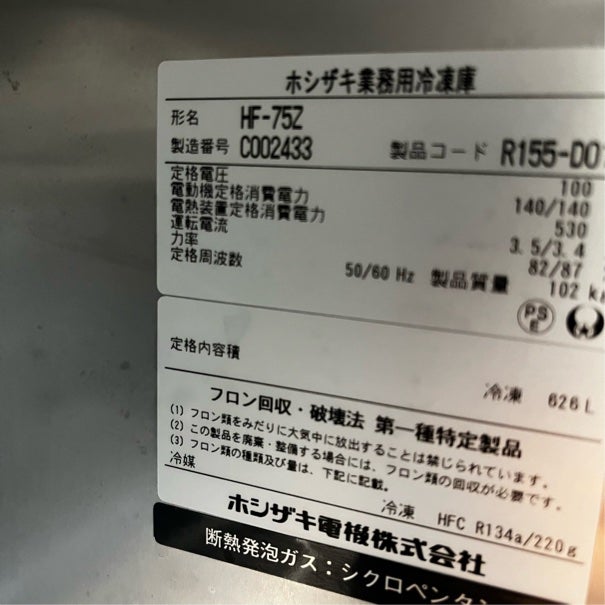 ホシザキ業務用冷凍庫
形名 HF-75Z
製造番号 C002433 製品コード R155-D0
定格電圧 100
電動機定格消費電力 140/140
電熱装置定格消費電力 530
運転電流 3.5/3.4
力率 82/87
定格周波数 50/60 Hz 製品質量 102 k
PSE
定格内容積
冷凍 626 L
フロン回収・破壊法 第一種特定製品
(1) フロン類をみだりに大気中に放出することは禁じられています。
(2) この製品を廃棄・整備する場合には、フロン類の回収が必要です。
(3) フロン類の種類及び量は、下記に記載。
冷媒 冷凍 HFC R134a/220g
ホシザキ電機株式会社
断熱発泡ガス：シクロペンタン